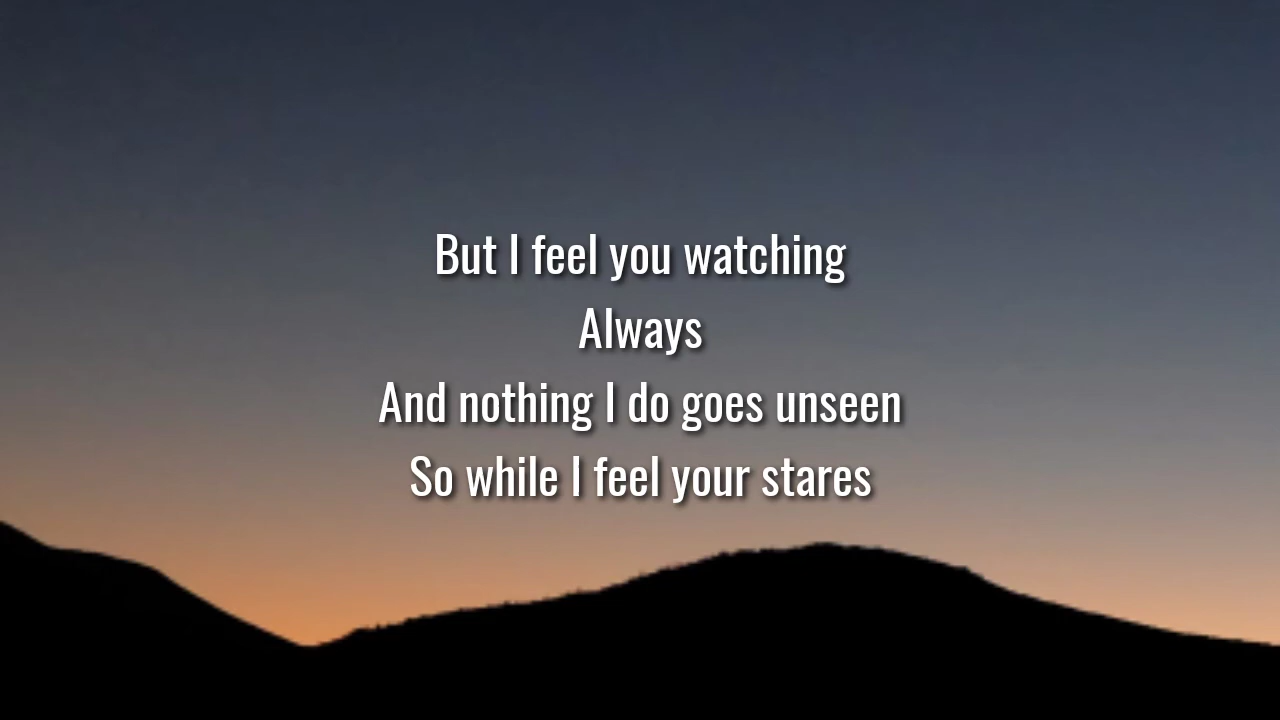 But I feel you watching
Always
And nothing I do goes unseen
So while I feel your stares